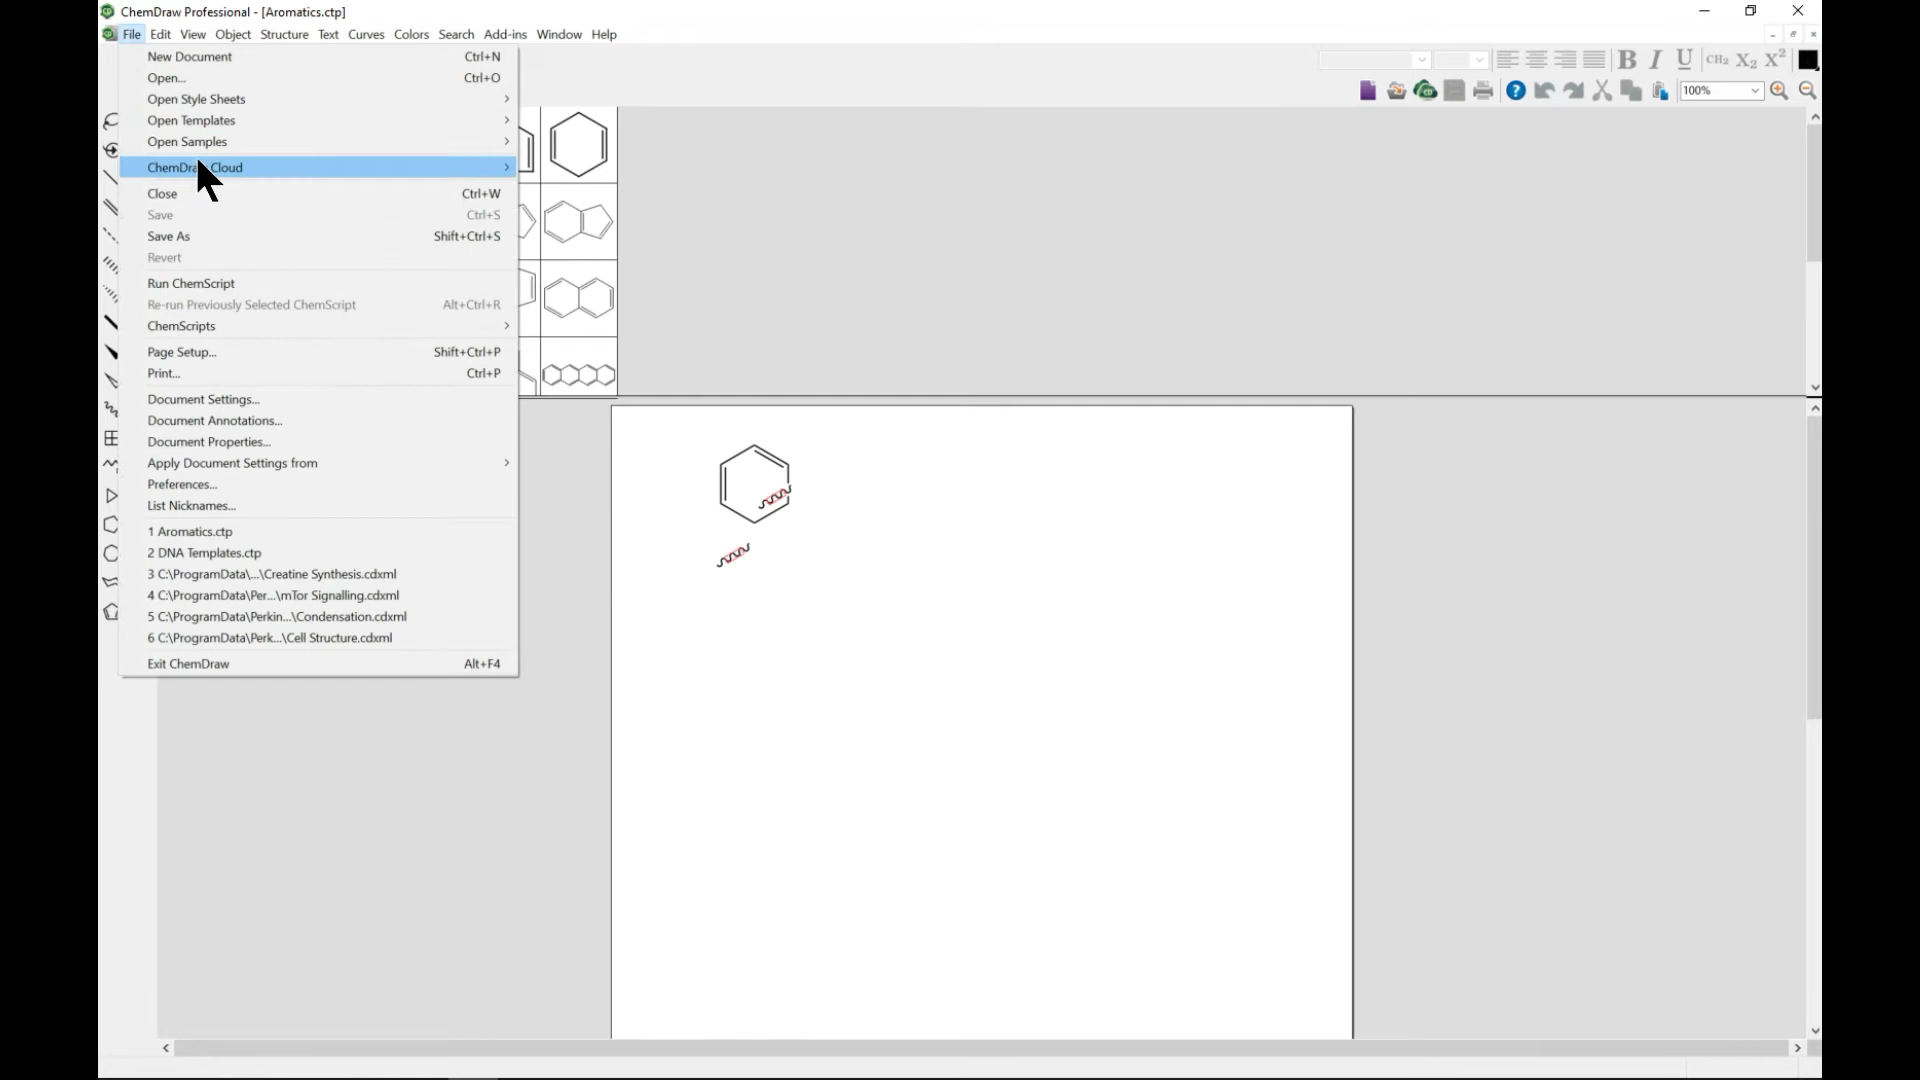 ChemDraw Professional - [Aromatics.ctp]
File Edit View Object Structure Text Curves Colors Search Add-ins Window Help
New Document Ctrl+N
Open... Ctrl+O
Open Style Sheets
Open Templates
Open Samples
ChemDraw Cloud
Close Ctrl+W
Save Ctrl+S
Save As Shift+Ctrl+S
Revert
Run ChemScript
Re-run Previously Selected ChemScript Alt+Ctrl+R
ChemScripts
Page Setup... Shift+Ctrl+P
Print... Ctrl+P
Document Settings...
Document Annotations...
Document Properties...
Apply Document Settings from
Preferences...
List Nicknames...
1 Aromatics.ctp
2 DNA Templates.ctp
3 C:\ProgramData\...\Creatine Synthesis.cdxml
4 C:\ProgramData\Per...\mTor Signalling.cdxml
5 C:\ProgramData\Perkin...\Condensation.cdxml
6 C:\ProgramData\Perk...\Cell Structure.cdxml
Exit ChemDraw Alt+F4
B I U CH2 X2 X2
100%